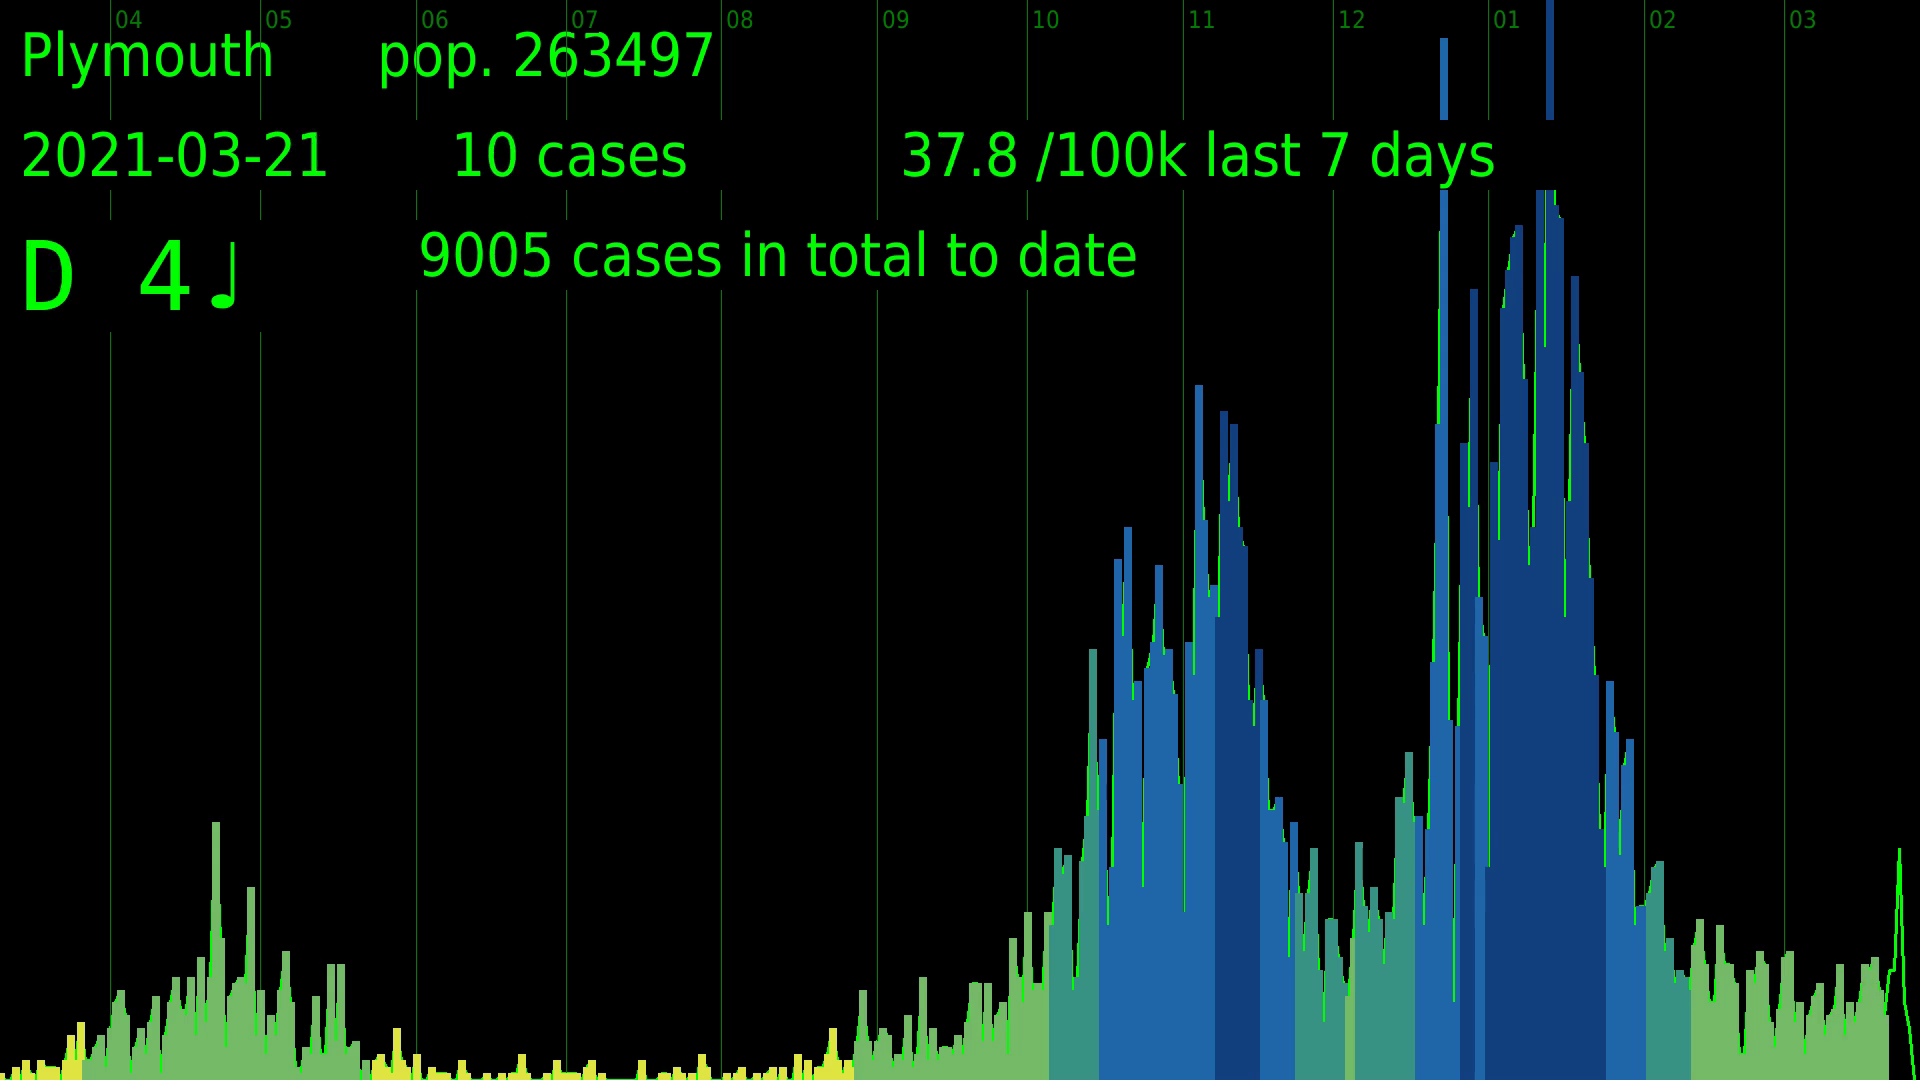 04 05 06 07 08 09 10 11 12 01 02 03
Plymouth pop. 263497
2021-03-21 10 cases 37.8 /100k last 7 days
D 4♩ 9005 cases in total to date